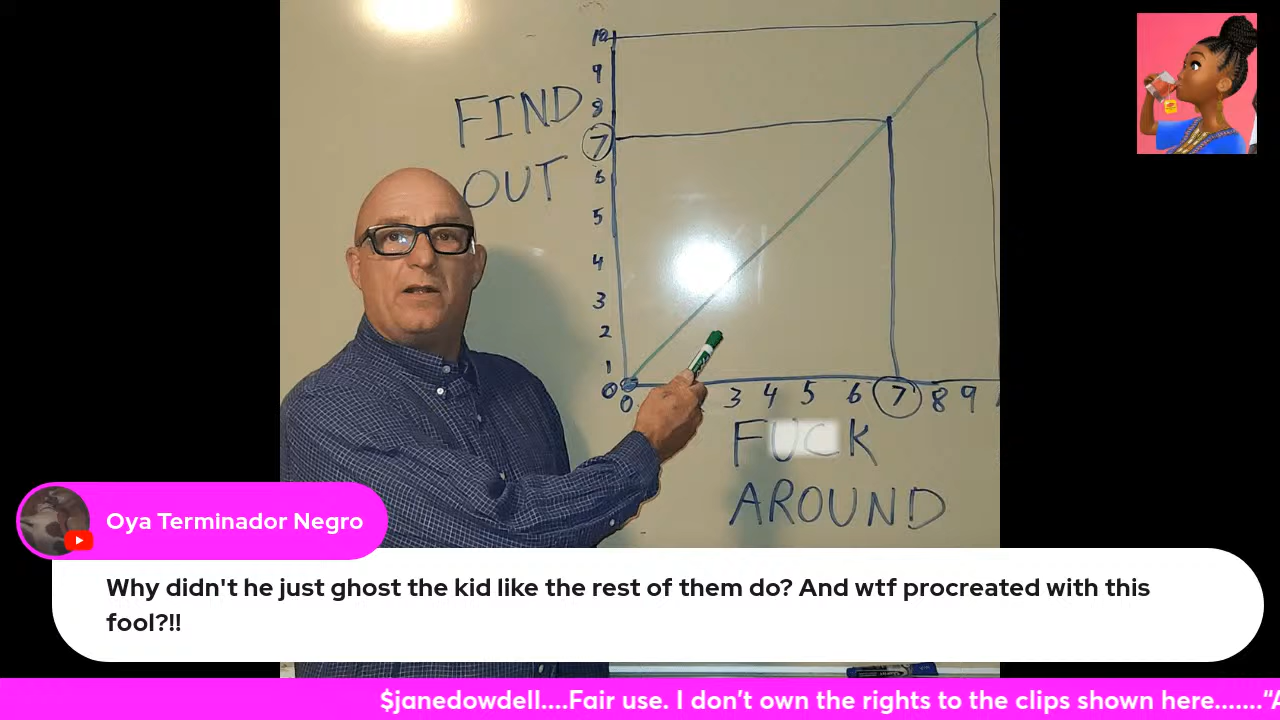 FIND
OUT
10
9
8
7
6
5
4
3
2
1
0
0 3 4 5 6 7 8 9
FUCK
AROUND
Oya Terminador Negro
Why didn't he just ghost the kid like the rest of them do? And wtf procreated with this
fool?!!
$janedowdell....Fair use. I don't own the rights to the clips shown here.......“A